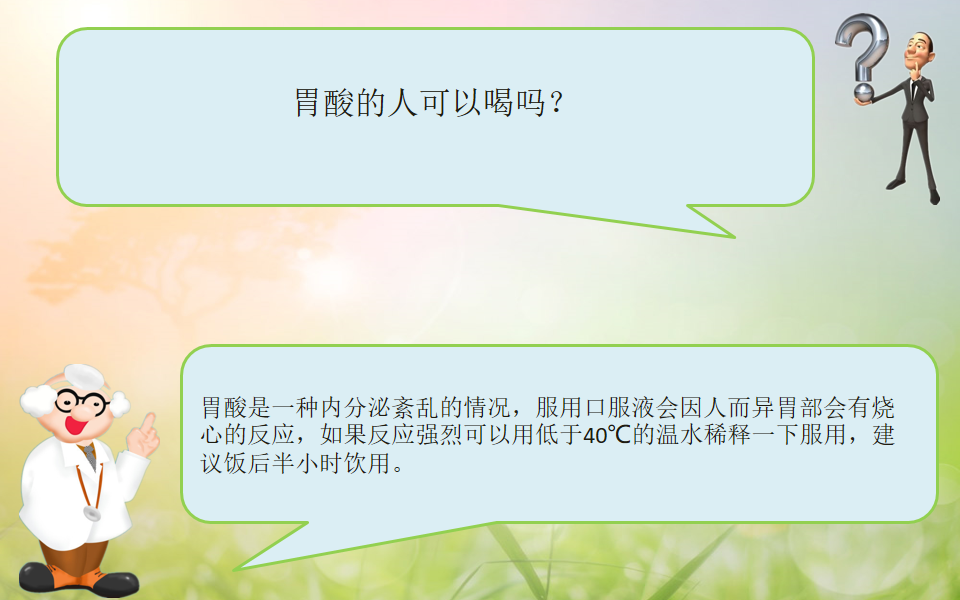 胃酸的人可以喝吗？
胃酸是一种内分泌紊乱的情况，服用口服液会因人而异胃部会有烧
心的反应，如果反应强烈可以用低于40℃的温水稀释一下服用，建
议饭后半小时饮用。